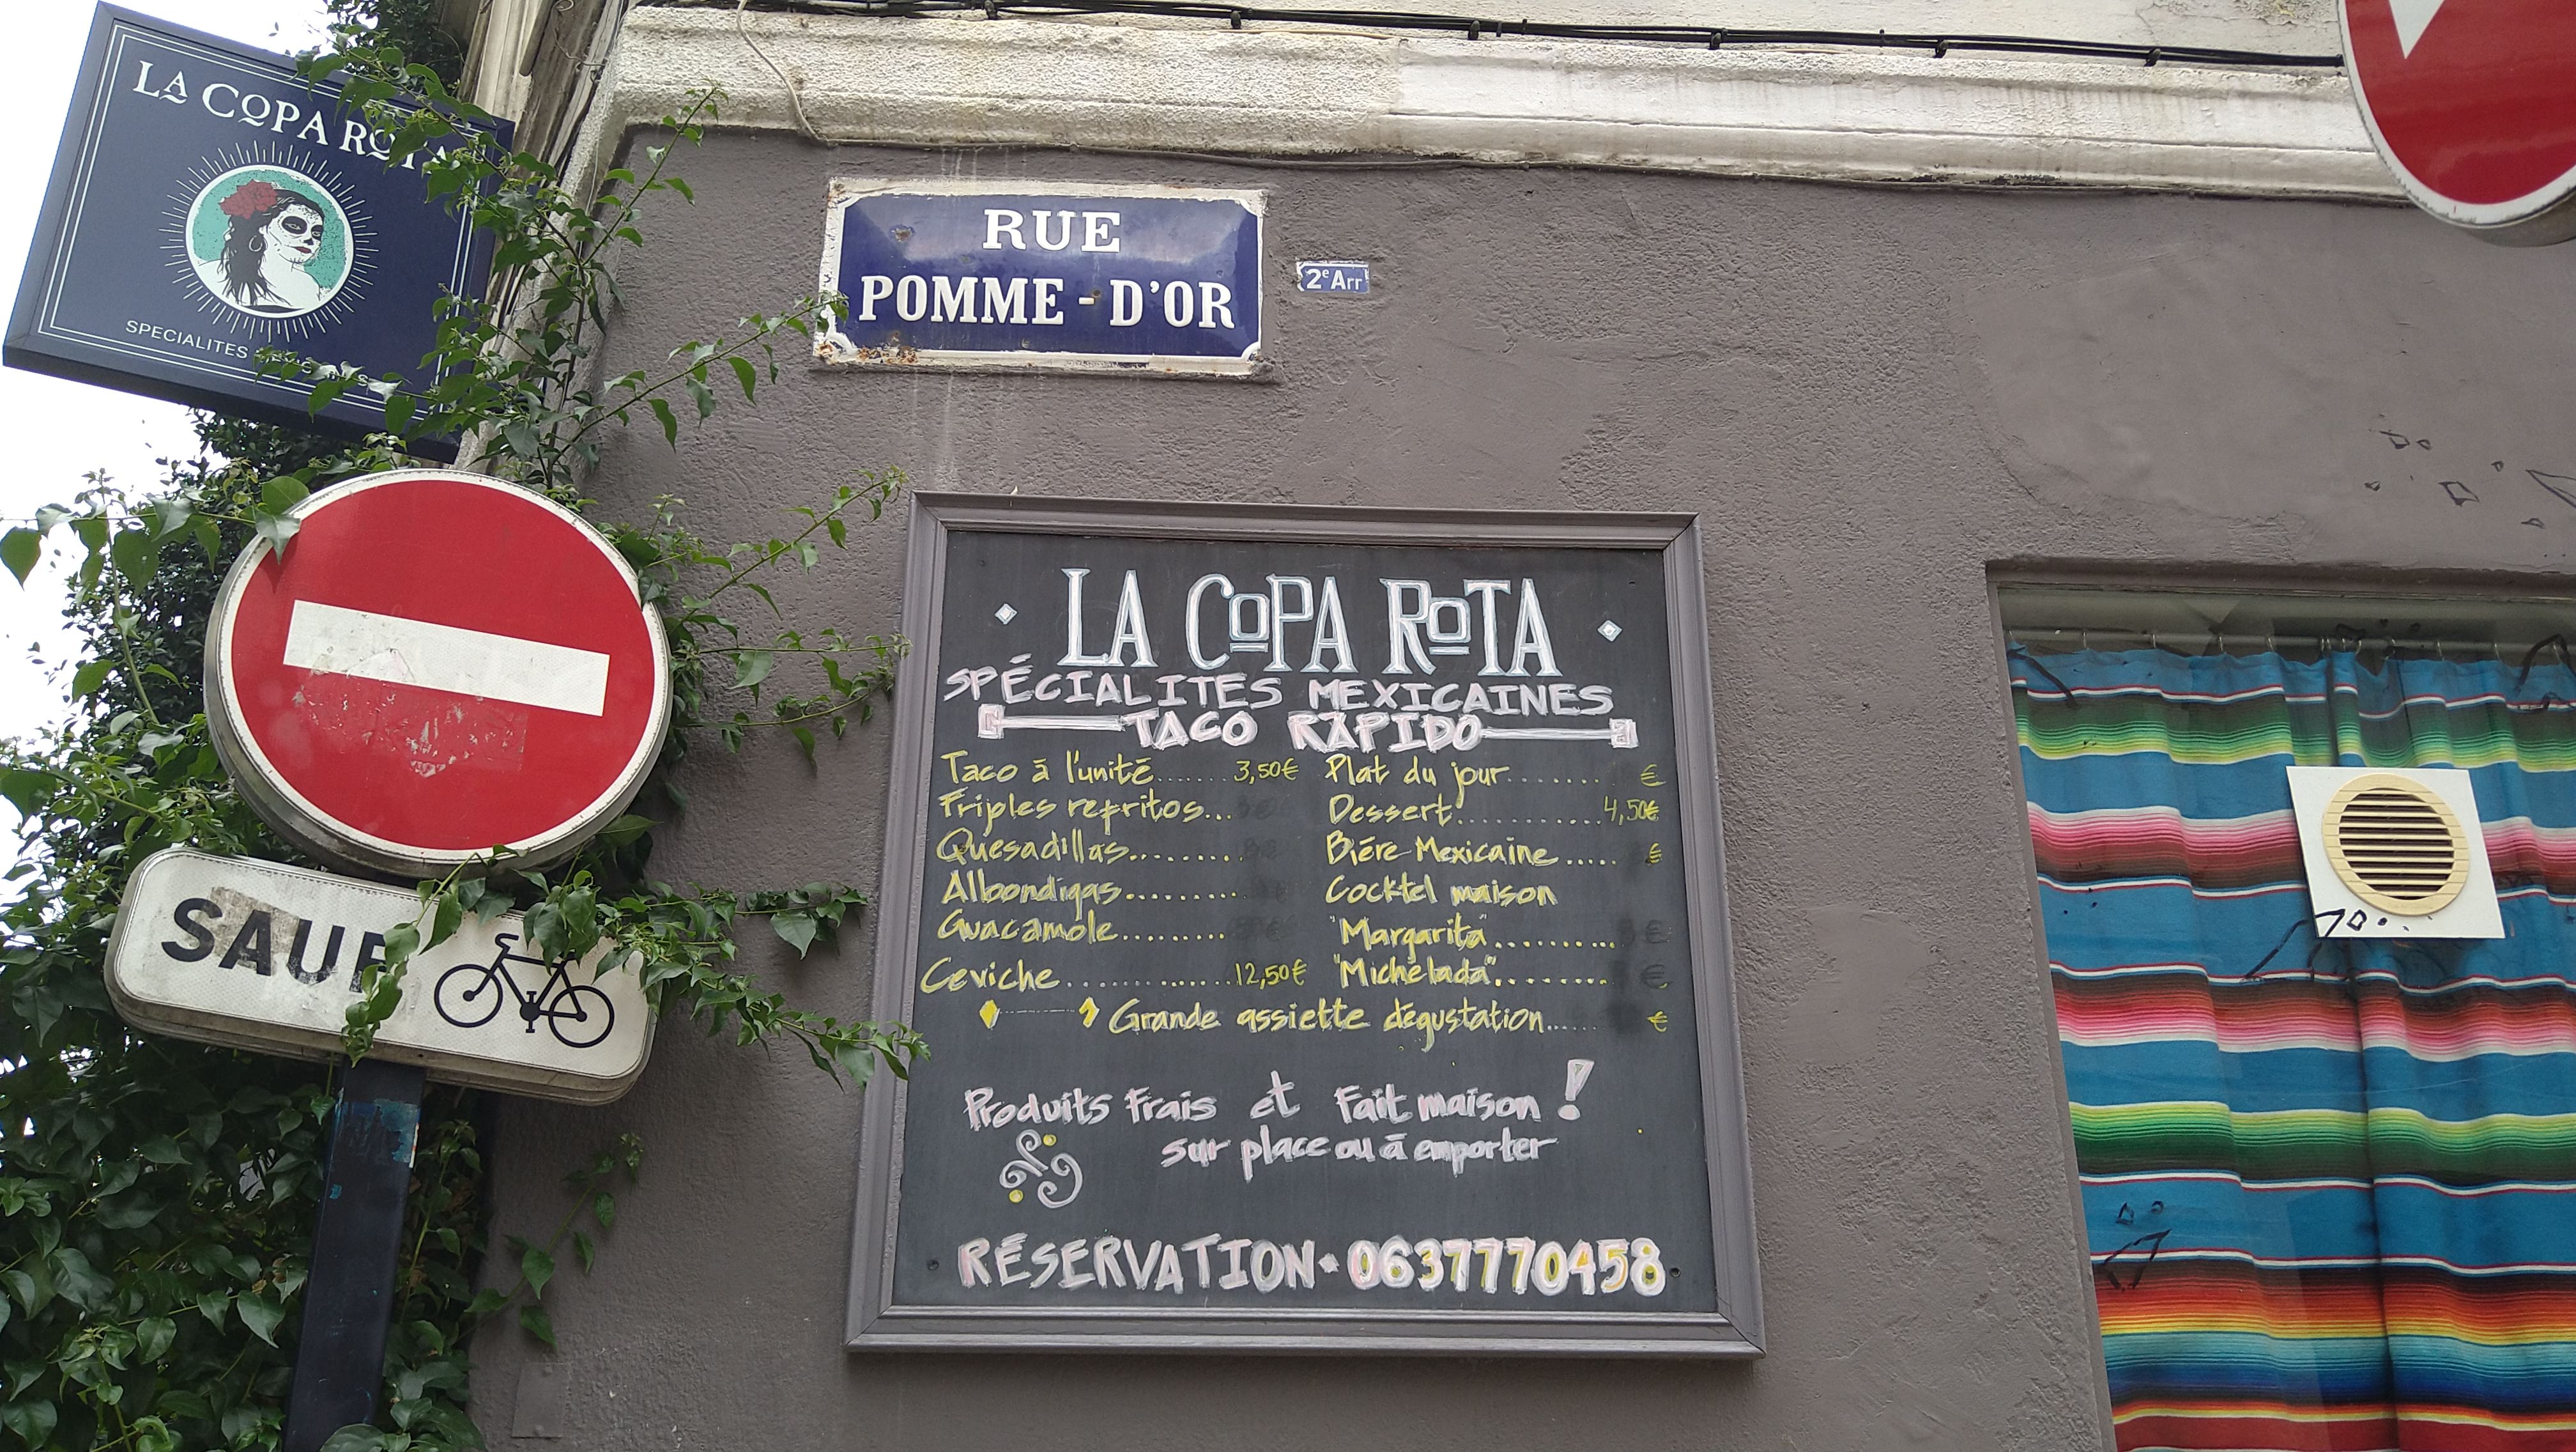 LA COPA ROTA
SPECIALITES
RUE
POMME - D'OR
2e Arr
SAUF
LA COPA ROTA
SPÉCIALITES MEXICAINES
TACO RAPIDO
Taco à l'unité....... 3,50€
Friples refritos...
Quesadillas.........
Albondigas.........
Guacamole.........
Ceviche.............12,50€
Plat du jour....... €
Dessert............4,50€
Biére Mexicaine ..... €
Cocktel maison
"Margarita"......... €
"Michelada"......... €
Grande assiette dégustation..... €
Produits Frais et Fait maison !
sur place ou à emporter
RÉSERVATION • 0637770458